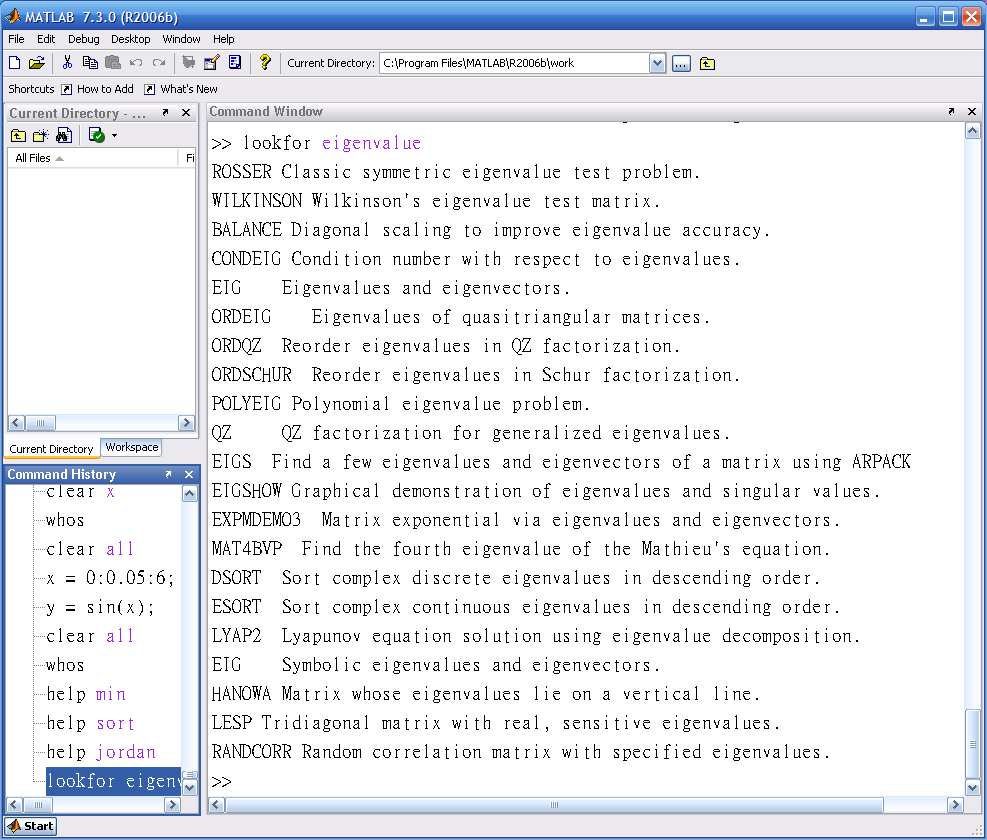 MATLAB 7.3.0 (R2006b)
File Edit Debug Desktop Window Help
Current Directory: C:\Program Files\MATLAB\R2006b\work
Shortcuts How to Add What's New
Current Directory - ...
All Files Fi
Current Directory Workspace
Command History
clear x
whos
clear all
x = 0:0.05:6;
y = sin(x);
clear all
whos
help min
help sort
help jordan
lookfor eigenv
Command Window
>> lookfor eigenvalue
ROSSER Classic symmetric eigenvalue test problem.
WILKINSON Wilkinson's eigenvalue test matrix.
BALANCE Diagonal scaling to improve eigenvalue accuracy.
CONDEIG Condition number with respect to eigenvalues.
EIG    Eigenvalues and eigenvectors.
ORDEIG    Eigenvalues of quasitriangular matrices.
ORDQZ  Reorder eigenvalues in QZ factorization.
ORDSCHUR  Reorder eigenvalues in Schur factorization.
POLYEIG Polynomial eigenvalue problem.
QZ     QZ factorization for generalized eigenvalues.
EIGS  Find a few eigenvalues and eigenvectors of a matrix using ARPACK
EIGSHOW Graphical demonstration of eigenvalues and singular values.
EXPMDEMO3  Matrix exponential via eigenvalues and eigenvectors.
MAT4BVP  Find the fourth eigenvalue of the Mathieu's equation.
DSORT  Sort complex discrete eigenvalues in descending order.
ESORT  Sort complex continuous eigenvalues in descending order.
LYAP2  Lyapunov equation solution using eigenvalue decomposition.
EIG    Symbolic eigenvalues and eigenvectors.
HANOWA Matrix whose eigenvalues lie on a vertical line.
LESP Tridiagonal matrix with real, sensitive eigenvalues.
RANDCORR Random correlation matrix with specified eigenvalues.
>>
Start